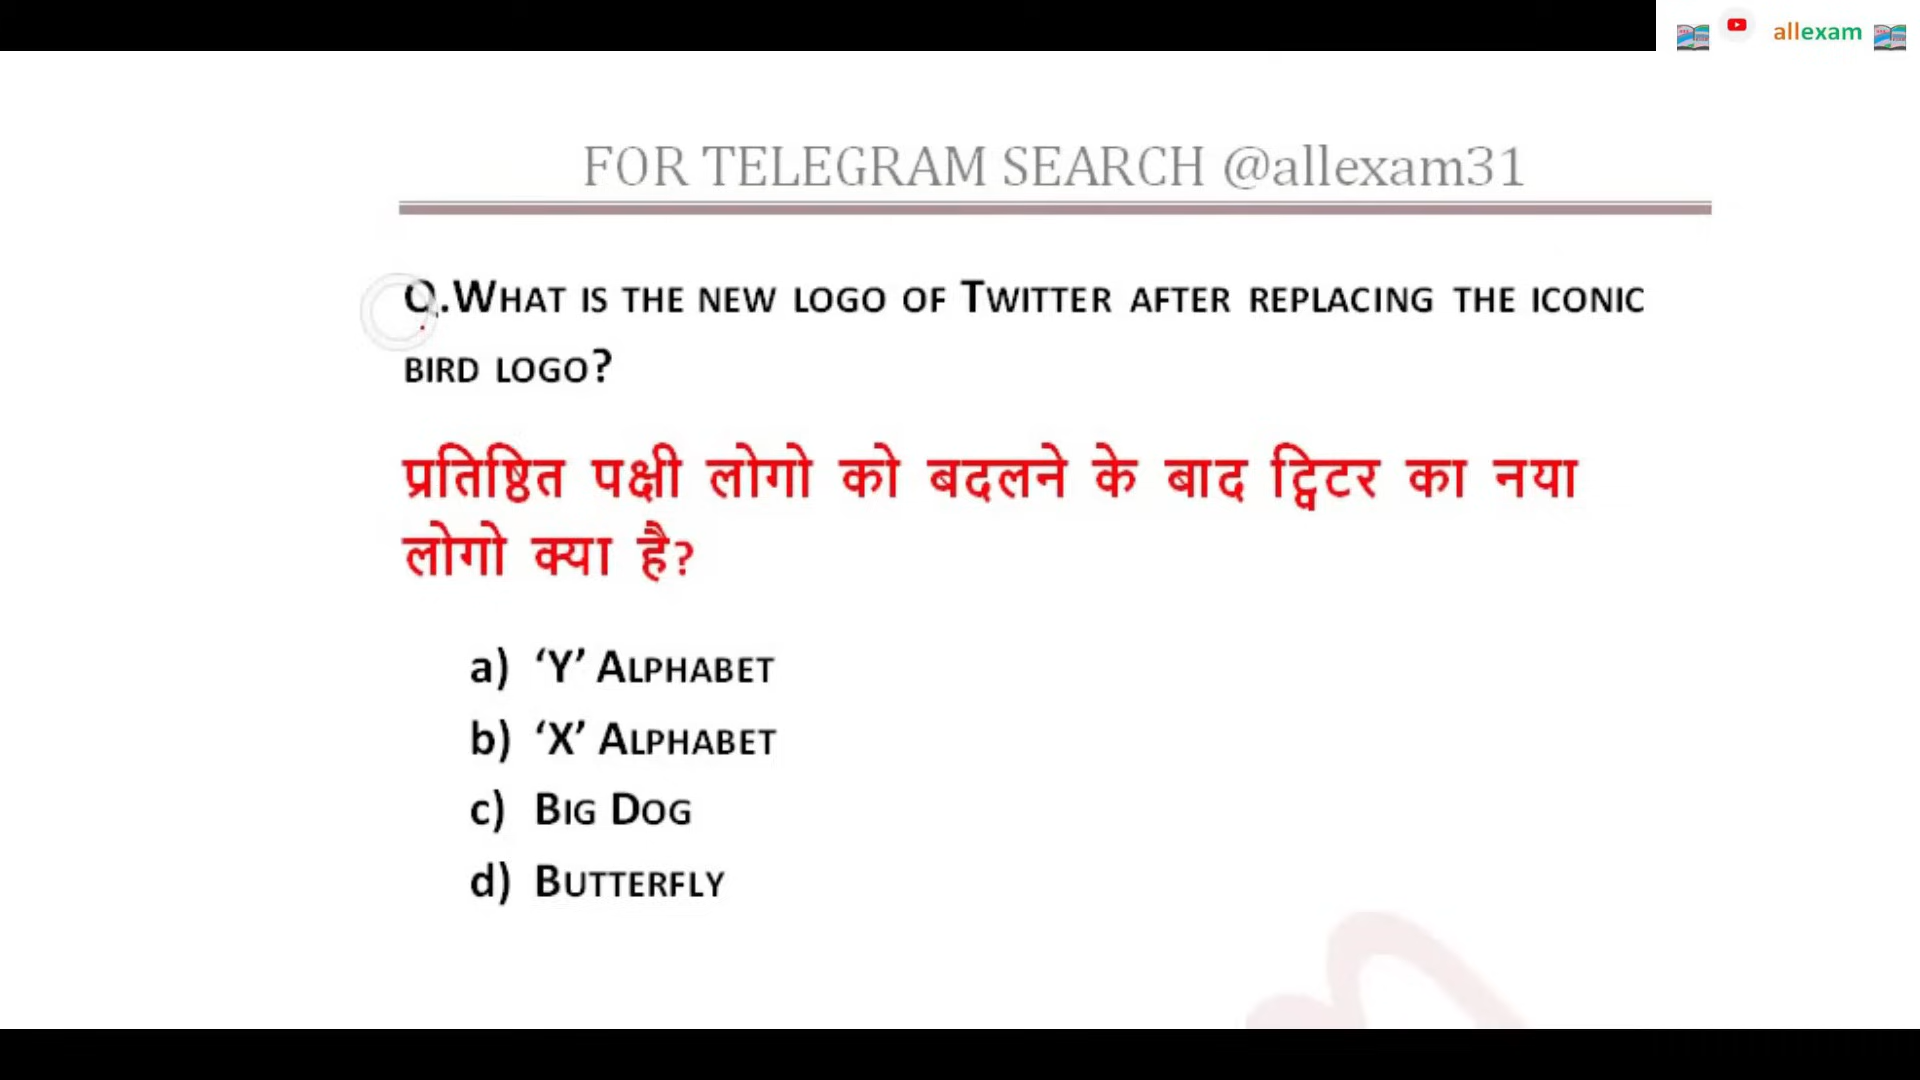 allexam
FOR TELEGRAM SEARCH @allexam31
Q.WHAT IS THE NEW LOGO OF TWITTER AFTER REPLACING THE ICONIC
BIRD LOGO?
प्रतिष्ठित पक्षी लोगो को बदलने के बाद ट्विटर का नया
लोगो क्या है?
a) ‘Y’ ALPHABET
b) ‘X’ ALPHABET
c) BIG DOG
d) BUTTERFLY